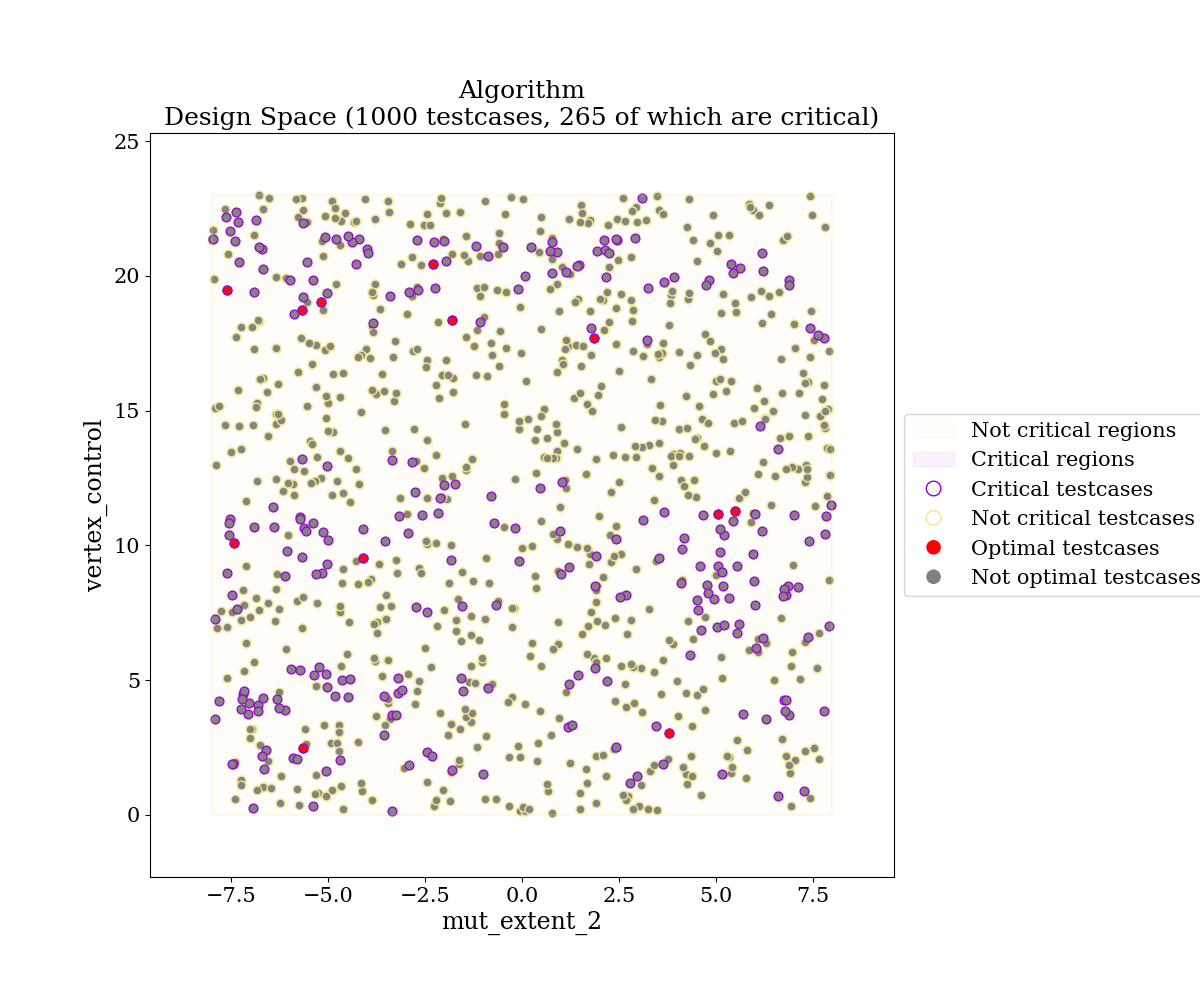 Algorithm
Design Space (1000 testcases, 265 of which are critical)
25
20
15
10
5
0
vertex_control
−7.5
−5.0
−2.5
0.0
2.5
5.0
7.5
mut_extent_2
Not critical regions
Critical regions
Critical testcases
Not critical testcases
Optimal testcases
Not optimal testcases